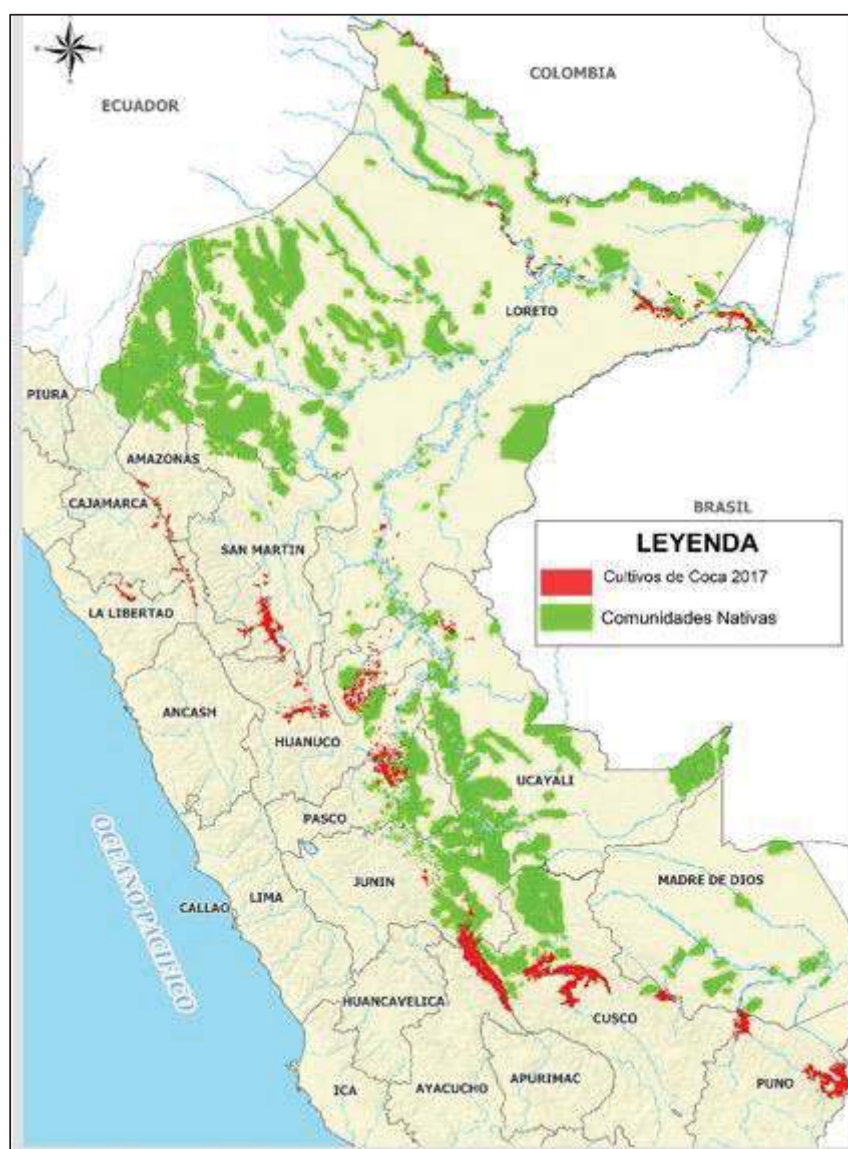 COLOMBIA
ECUADOR
LORETO
PIURA
AMAZONAS
CAJAMARCA
BRASIL
SAN MARTIN
LEYENDA
Cultivos de Coca 2017
Comunidades Nativas
LA LIBERTAD
ANCASH
HUANUCO
UCAYALI
PASCO
OCEANO PACIFICO
JUNIN
MADRE DE DIOS
LIMA
CALLAO
HUANCAVELICA
CUSCO
ICA
AYACUCHO
APURIMAC
PUNO